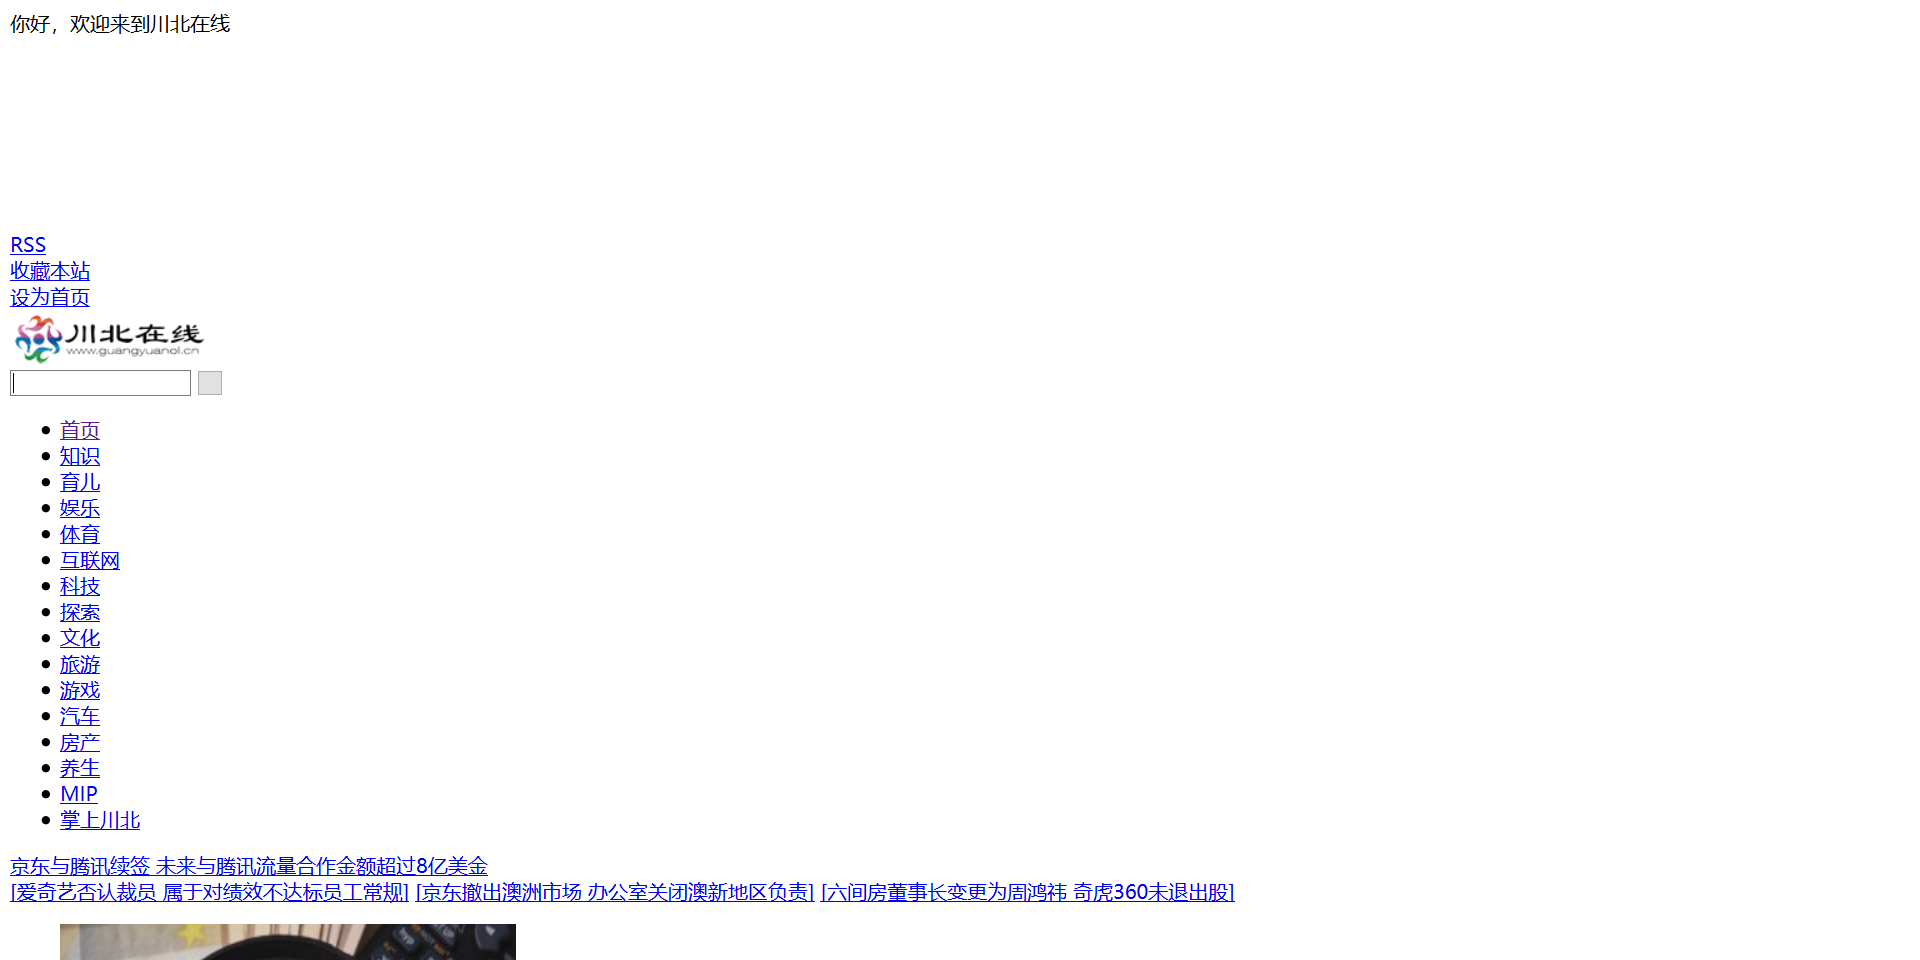 你好，欢迎来到川北在线
RSS
收藏本站
设为首页
川北在线
www.guangyuanol.cn
首页
知识
育儿
娱乐
体育
互联网
科技
探索
文化
旅游
游戏
汽车
房产
养生
MIP
掌上川北
京东与腾讯续签 未来与腾讯流量合作金额超过8亿美金
[爱奇艺否认裁员 属于对绩效不达标员工常规] [京东撤出澳洲市场 办公室关闭澳新地区负责] [六间房董事长变更为周鸿祎 奇虎360未退出股]